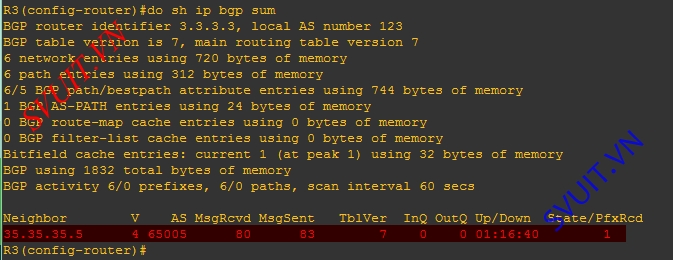 R3(config-router)#do sh ip bgp sum
BGP router identifier 3.3.3.3, local AS number 123
BGP table version is 7, main routing table version 7
6 network entries using 720 bytes of memory
6 path entries using 312 bytes of memory
6/5 BGP path/bestpath attribute entries using 744 bytes of memory
1 BGP AS-PATH entries using 24 bytes of memory
0 BGP route-map cache entries using 0 bytes of memory
0 BGP filter-list cache entries using 0 bytes of memory
Bitfield cache entries: current 1 (at peak 1) using 32 bytes of memory
BGP using 1832 total bytes of memory
BGP activity 6/0 prefixes, 6/0 paths, scan interval 60 secs
Neighbor V AS MsgRcvd MsgSent TblVer InQ OutQ Up/Down State/PfxRcd
35.35.35.5 4 65005 80 83 7 0 0 01:16:40 1
R3(config-router)#
SVUIT.VN
SVUIT.VN